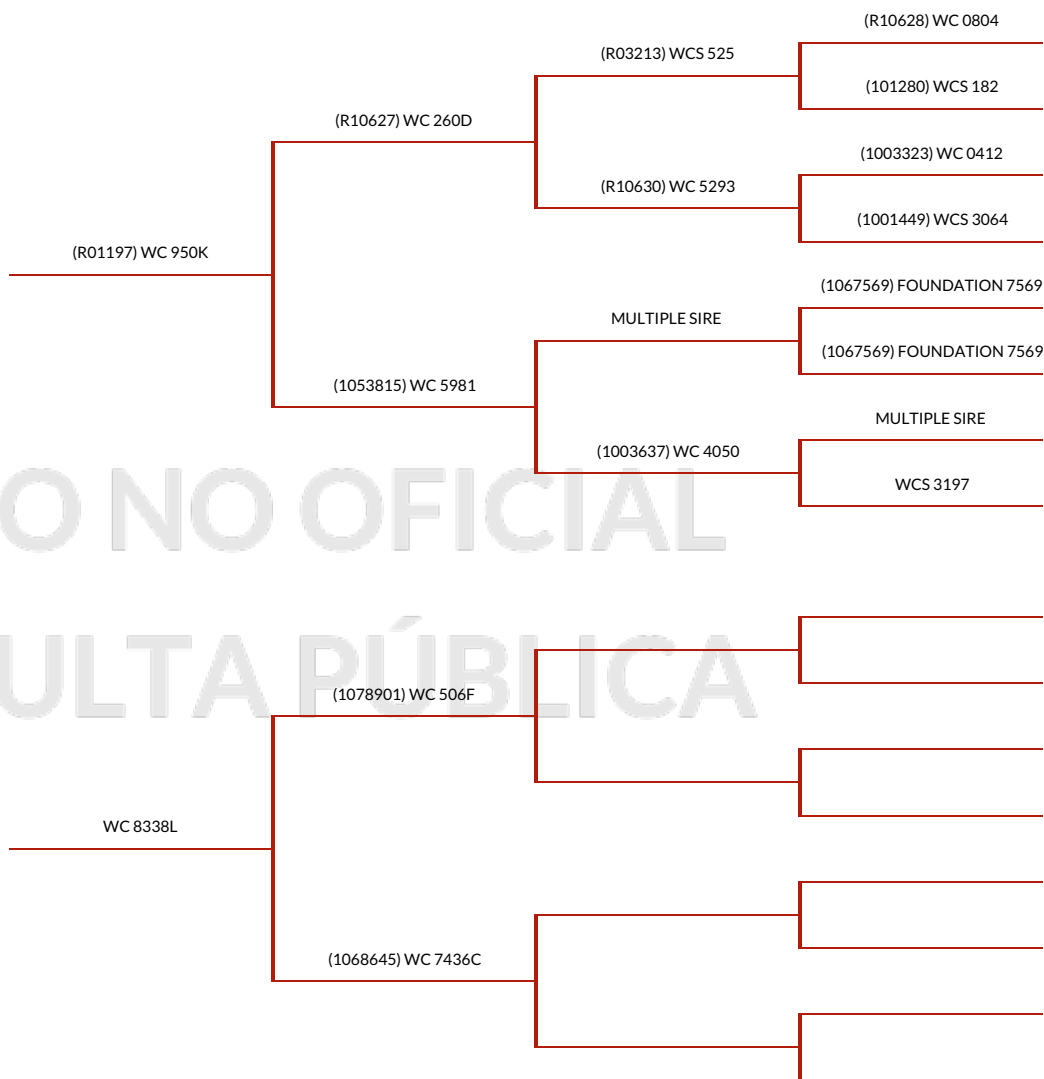 (R10628) WC 0804
(R03213) WCS 525
(101280) WCS 182
(R10627) WC 260D
(1003323) WC 0412
(R10630) WC 5293
(1001449) WCS 3064
(R01197) WC 950K
(1067569) FOUNDATION 7569
MULTIPLE SIRE
(1067569) FOUNDATION 7569
(1053815) WC 5981
MULTIPLE SIRE
(1003637) WC 4050
WCS 3197
O NO OFICIAL
ULTA PÚBLICA
(1078901) WC 506F
WC 8338L
(1068645) WC 7436C